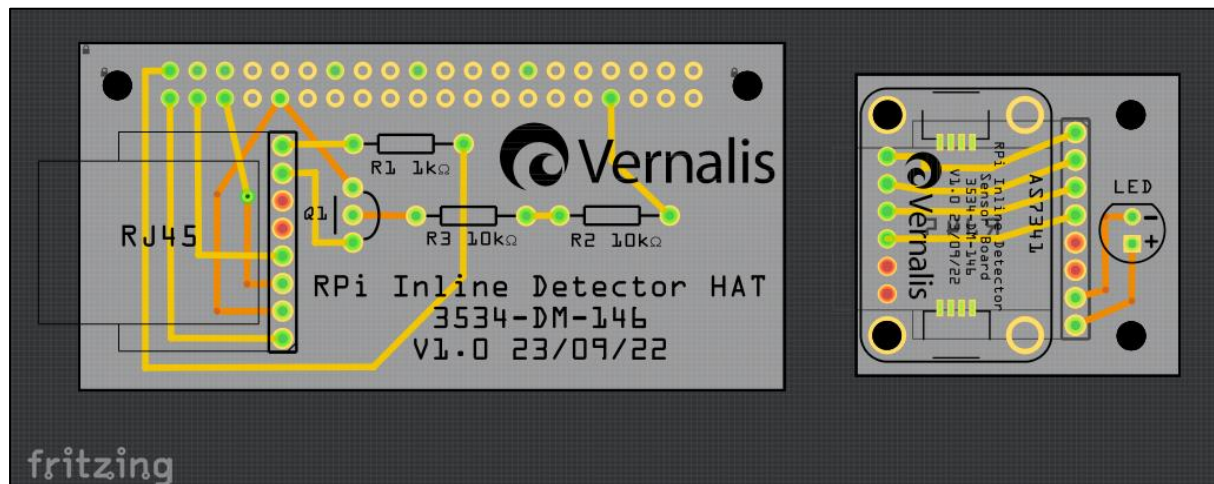 Vernalis
R1 1kΩ
Q1
R3 10kΩ
R2 10kΩ
RJ45
RPi Inline Detector HAT
3534-DM-146
V1.0 23/09/22
RPi Inline Detector
Sensor Board
3534-DM-146
V1.0 23/09/22
Vernalis
AS7341
LED
-
+
fritzing